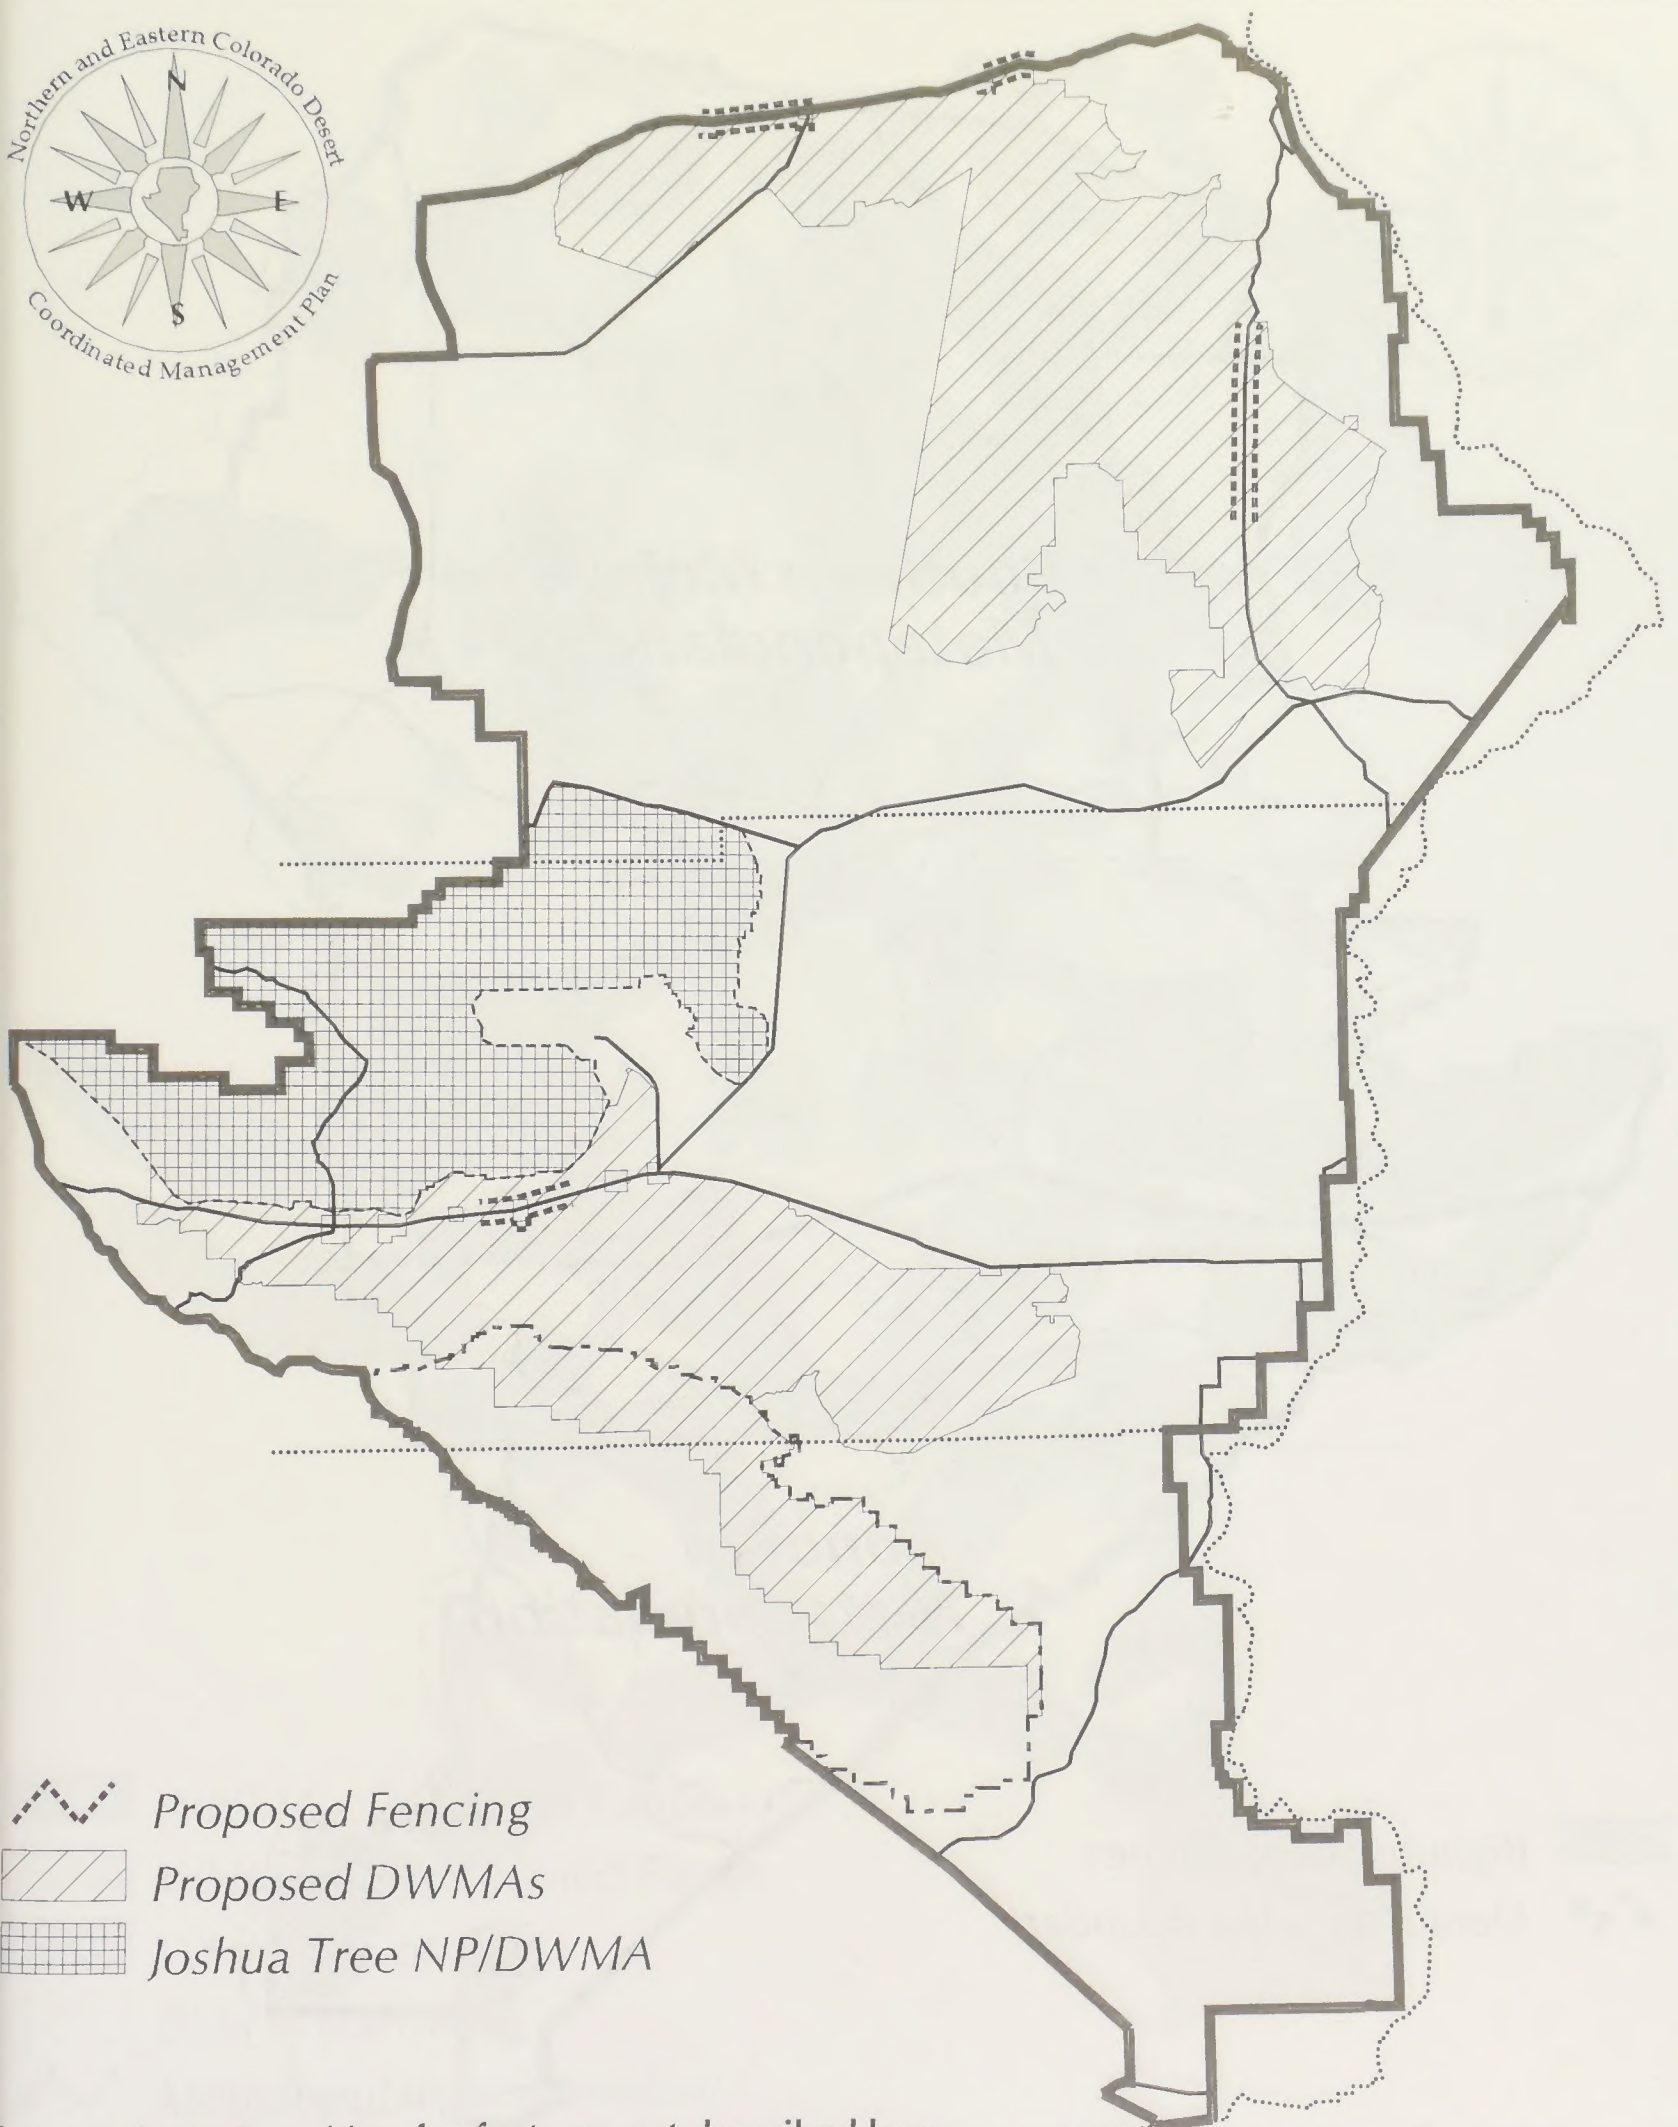 Northern and Eastern Colorado Desert
N
W
E
S
Coordinated Management Plan
Proposed Fencing
Proposed DWMAs
Joshua Tree NP/DWMA